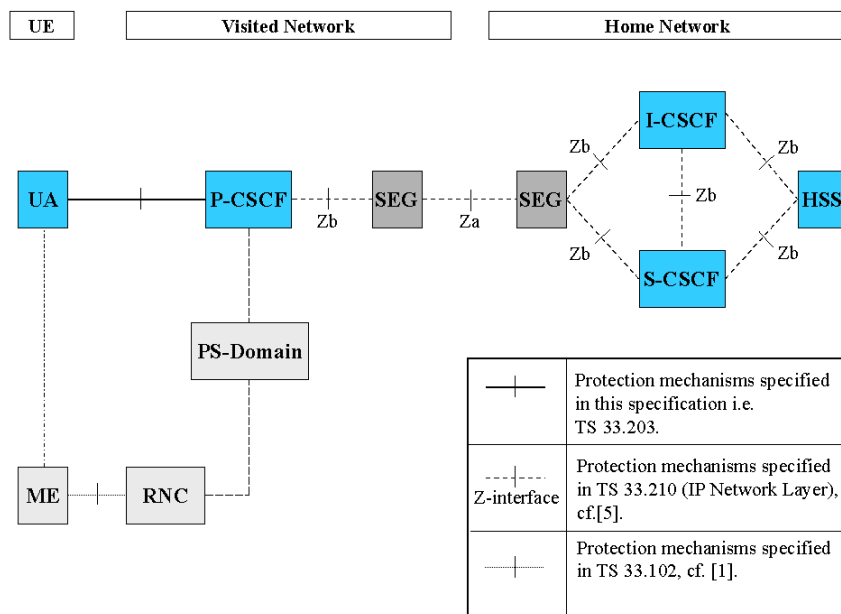 UE
Visited Network
Home Network
I-CSCF
Zb
Zb
UA
P-CSCF
Zb
SEG
Za
SEG
Zb
HSS
Zb
Zb
S-CSCF
PS-Domain
ME
RNC
Protection mechanisms specified
in this specification i.e.
TS 33.203.
Z-interface
Protection mechanisms specified
in TS 33.210 (IP Network Layer),
cf.[5].
Protection mechanisms specified
in TS 33.102, cf. [1].